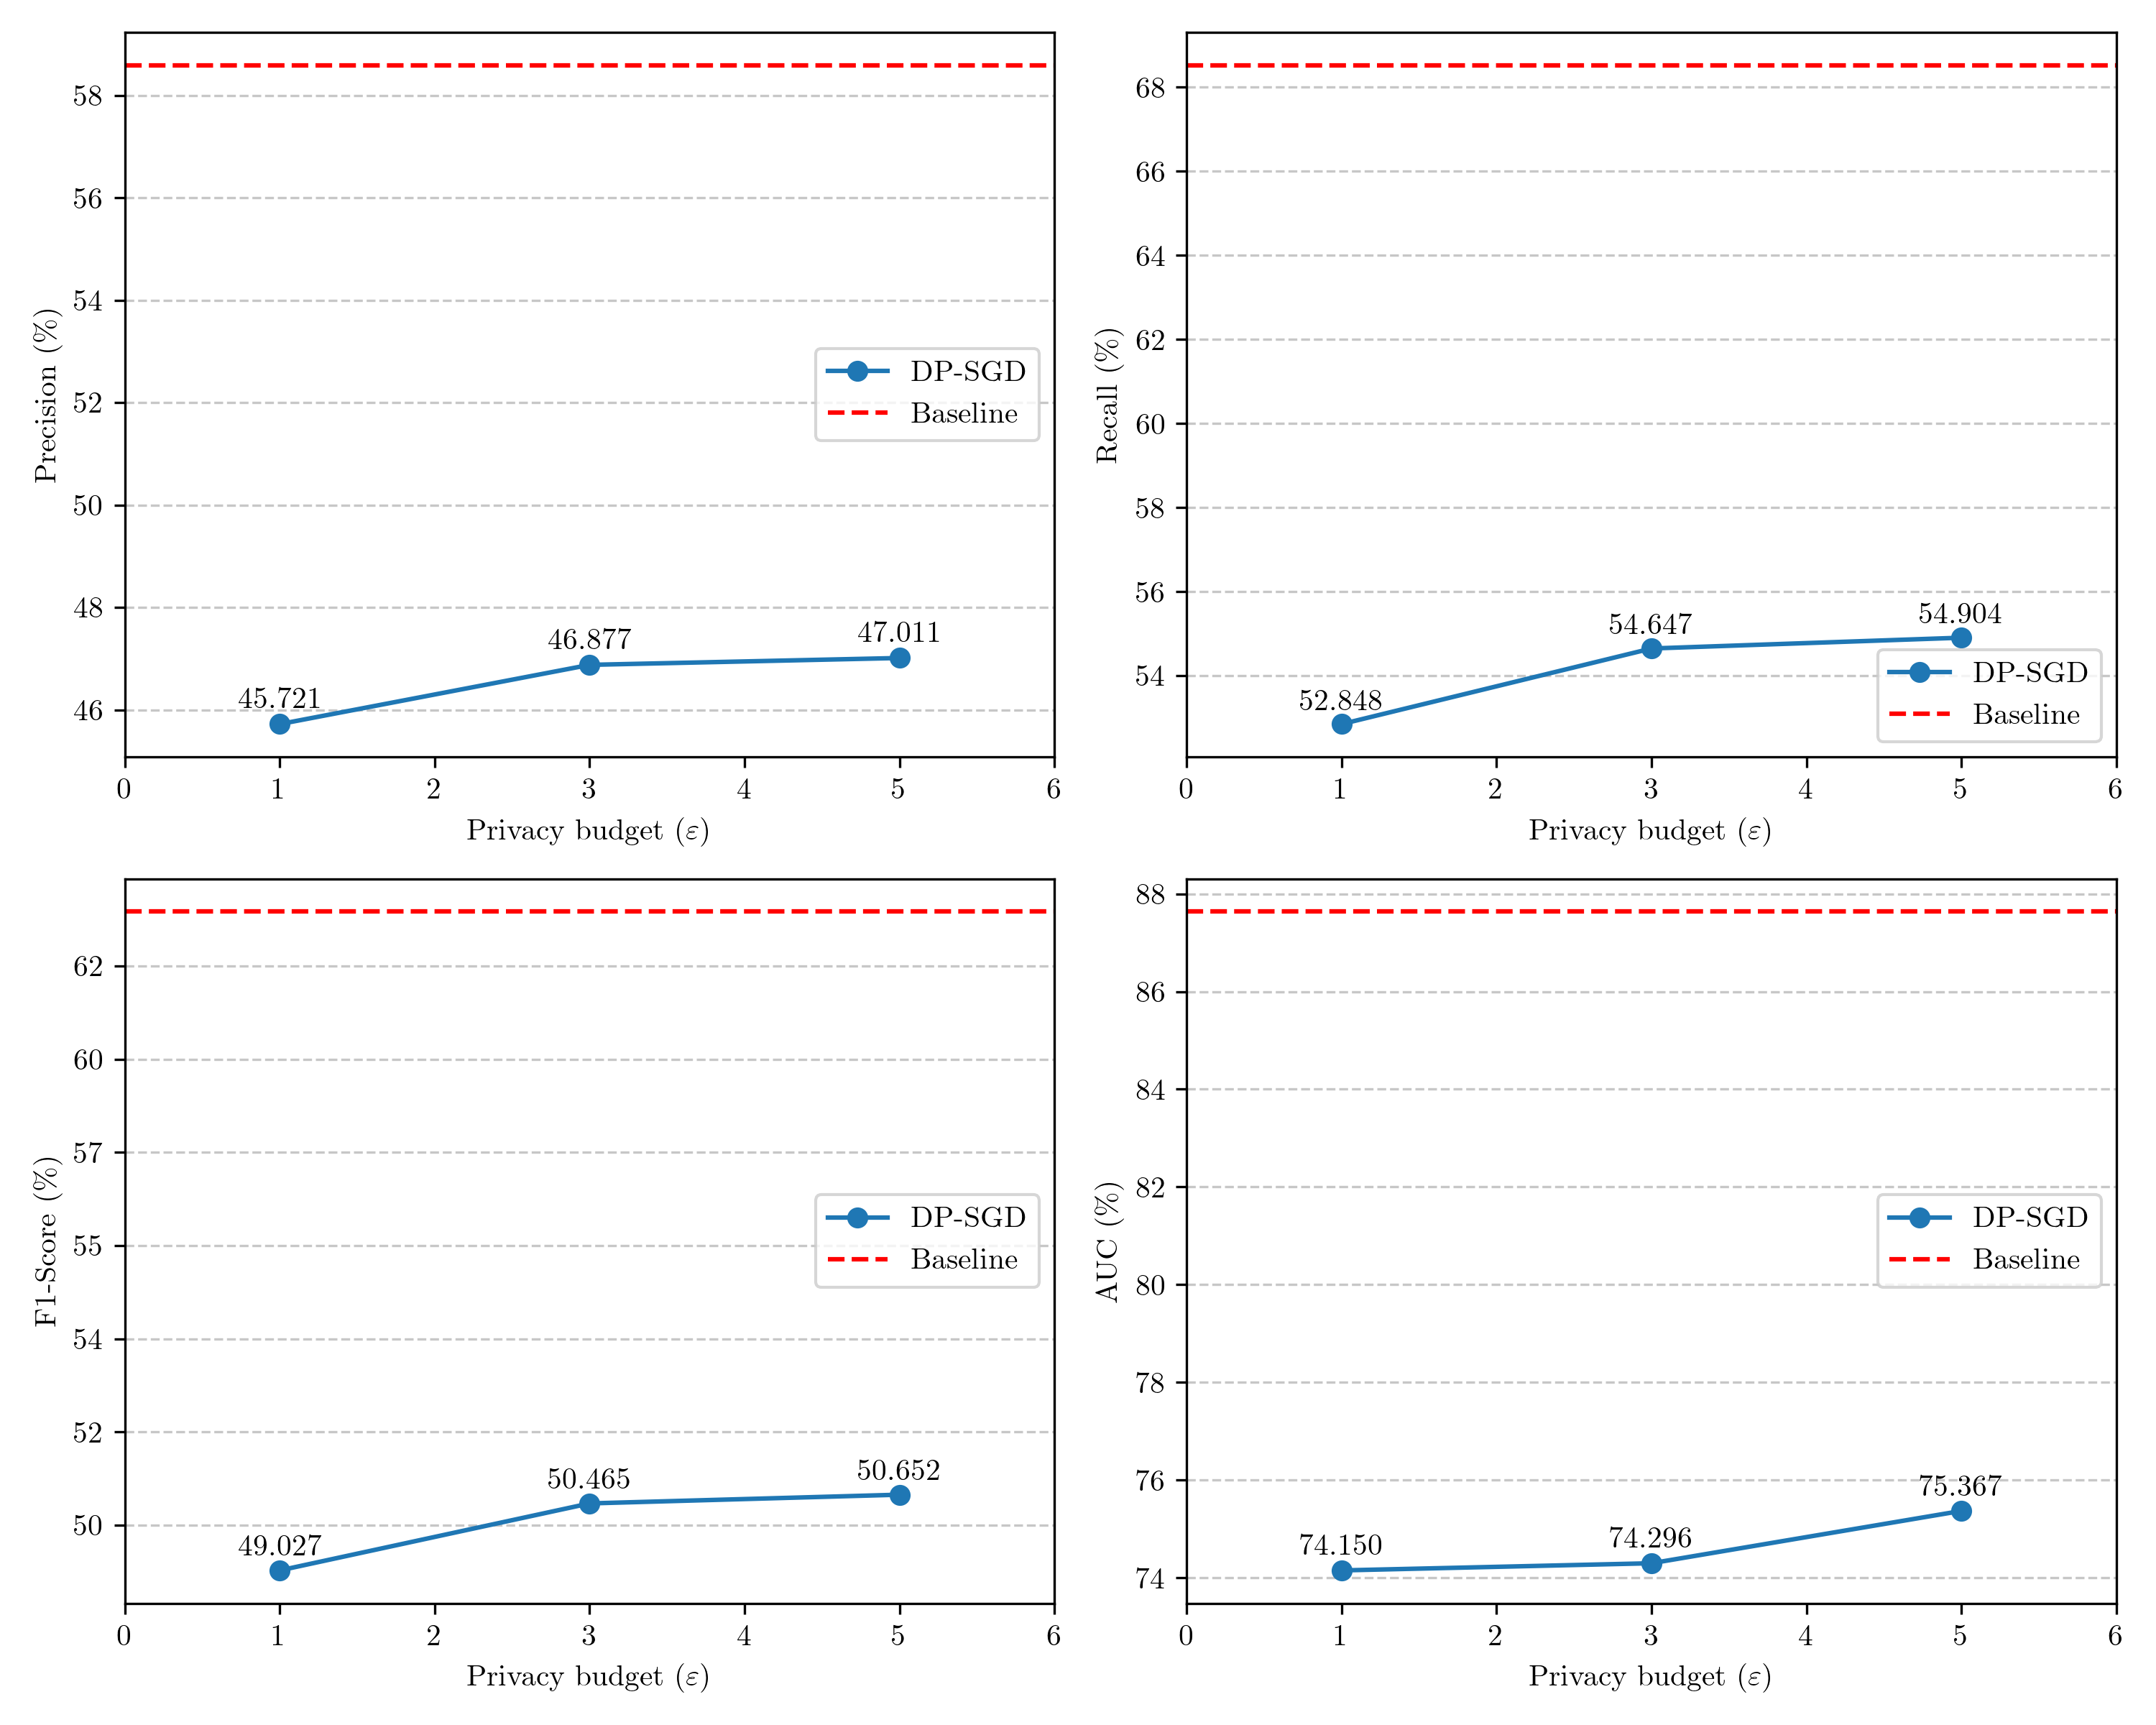 58
56
54
52
50
48
46
Precision (%)
45.721
46.877
47.011
DP-SGD
Baseline
0 1 2 3 4 5 6
Privacy budget (ε)
68
66
64
62
60
58
56
54
Recall (%)
52.848
54.647
54.904
DP-SGD
Baseline
0 1 2 3 4 5 6
Privacy budget (ε)
62
60
57
55
54
52
50
F1-Score (%)
49.027
50.465
50.652
DP-SGD
Baseline
0 1 2 3 4 5 6
Privacy budget (ε)
88
86
84
82
80
78
76
74
AUC (%)
74.150
74.296
75.367
DP-SGD
Baseline
0 1 2 3 4 5 6
Privacy budget (ε)